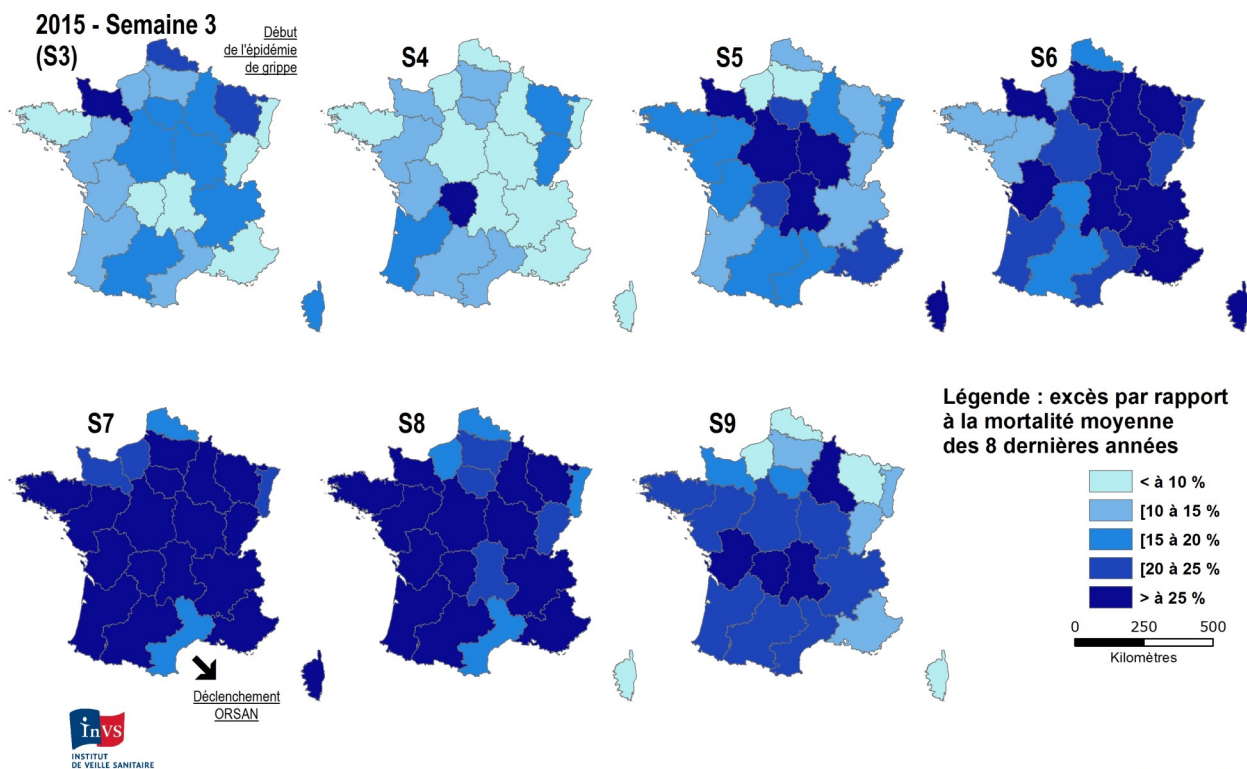 2015 - Semaine 3
(S3)
Début
de l'épidémie
de grippe
S4
S5
S6
S7
S8
S9
Déclenchement
ORSAN
Légende : excès par rapport
à la mortalité moyenne
des 8 dernières années
< à 10 %
[10 à 15 %
[15 à 20 %
[20 à 25 %
> à 25 %
0 250 500
Kilomètres
InVS
INSTITUT
DE VEILLE SANITAIRE